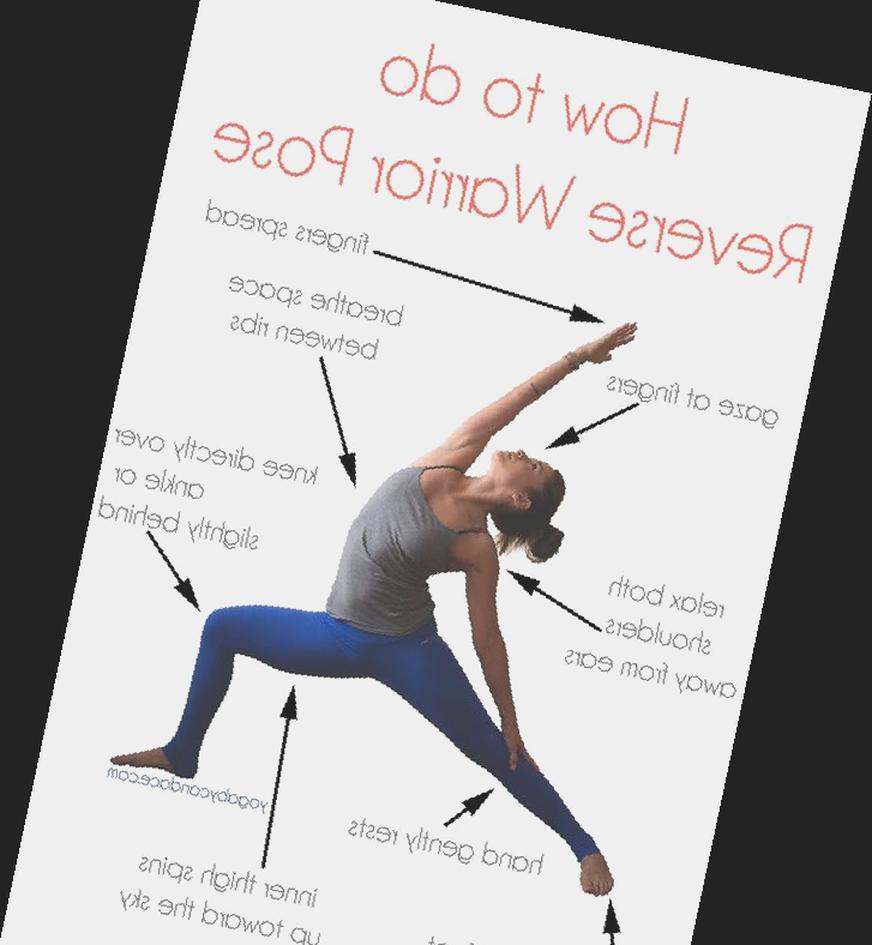 How to do
Reverse Warrior Pose
fingers spread
breathe space
between ribs
gaze at fingers
knee directly over
ankle or
slightly behind
relax both
shoulders
away from ears
yogabycandace.com
hand gently rests
inner thigh spins
up toward the sky